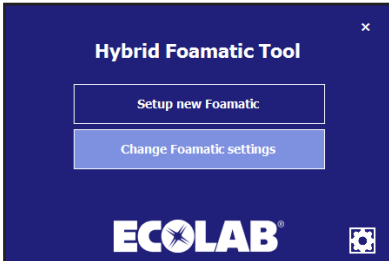 ×
Hybrid Foamatic Tool
Setup new Foamatic
Change Foamatic settings
ECOLAB®